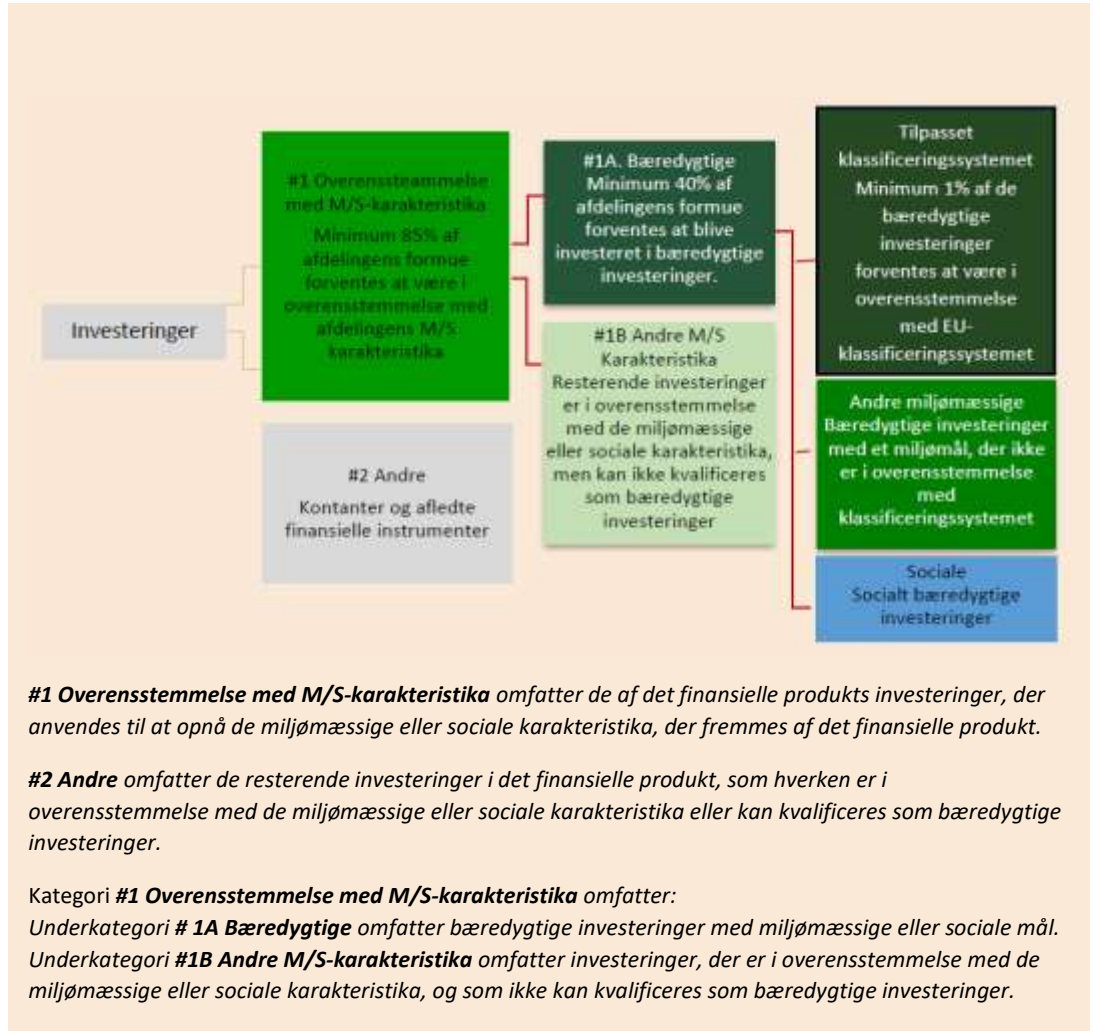 Investeringer
#1 Overenssteammelse
med M/S-karakteristika
Minimum 85% af
afdelingens formue
forventes at være i
overensstemmelse med
afdelingens M/S
karakteristika
#2 Andre
Kontanter og afledte
finansielle instrumenter
#1A. Bæredygtige
Minimum 40% af
afdelingens formue
forventes at blive
investeret i bæredygtige
investeringer.
#1B Andre M/S
Karakteristika
Resterende investeringer
er i overensstemmelse
med de miljømæssige
eller sociale karakteristika,
men kan ikke kvalificeres
som bæredygtige
investeringer
Tilpasset
klassificeringssystemet
Minimum 1% af de
bæredygtige
investeringer
forventes at være i
overensstemmelse
med EU-
klassificeringssystemet
Andre miljømæssige
Bæredygtige investeringer
med et miljømål, der ikke
er i overensstemmelse
med
klassificeringssystemet
Sociale
Socialt bæredygtige
investeringer
#1 Overensstemmelse med M/S-karakteristika omfatter de af det finansielle produkts investeringer, der
anvendes til at opnå de miljømæssige eller sociale karakteristika, der fremmes af det finansielle produkt.
#2 Andre omfatter de resterende investeringer i det finansielle produkt, som hverken er i
overensstemmelse med de miljømæssige eller sociale karakteristika eller kan kvalificeres som bæredygtige
investeringer.
Kategori #1 Overensstemmelse med M/S-karakteristika omfatter:
Underkategori # 1A Bæredygtige omfatter bæredygtige investeringer med miljømæssige eller sociale mål.
Underkategori #1B Andre M/S-karakteristika omfatter investeringer, der er i overensstemmelse med de
miljømæssige eller sociale karakteristika, og som ikke kan kvalificeres som bæredygtige investeringer.